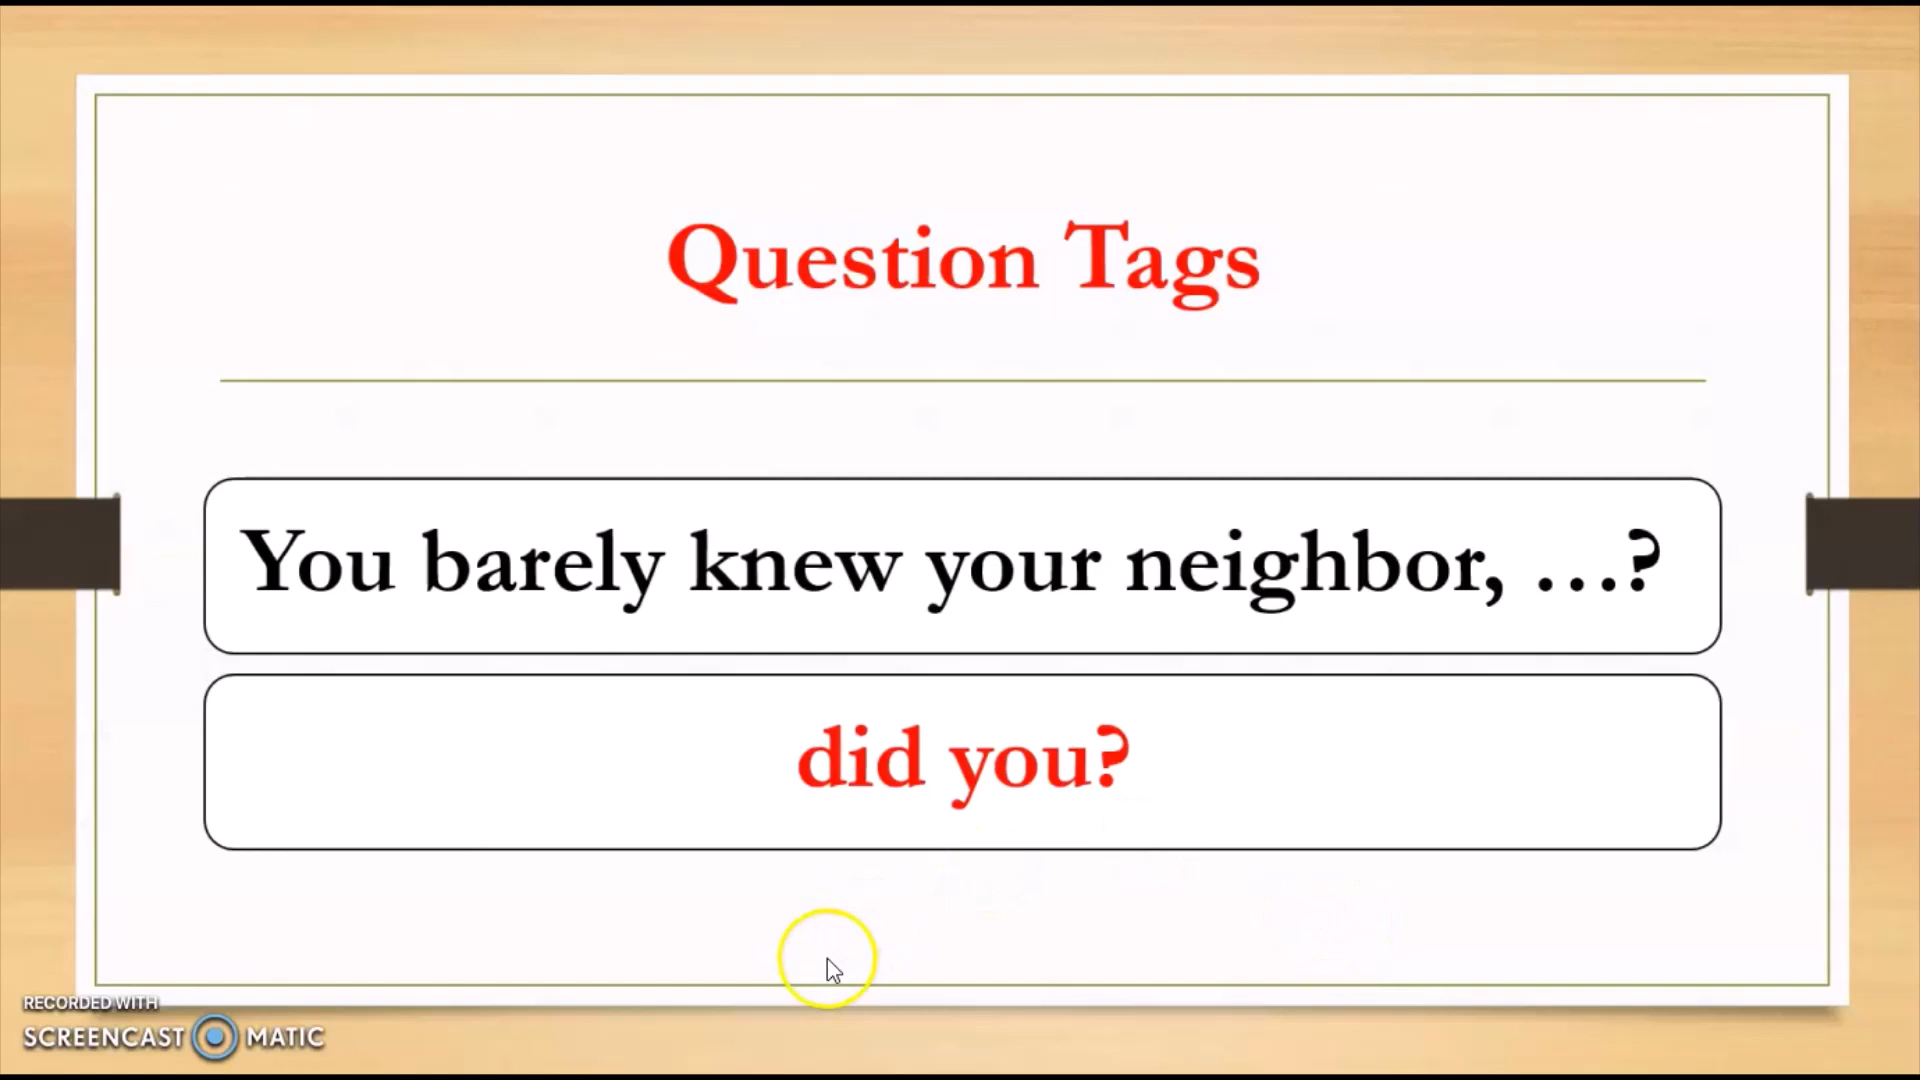 Question Tags
You barely knew your neighbor, ...?
did you?
RECORDED WITH
SCREENCAST MATIC